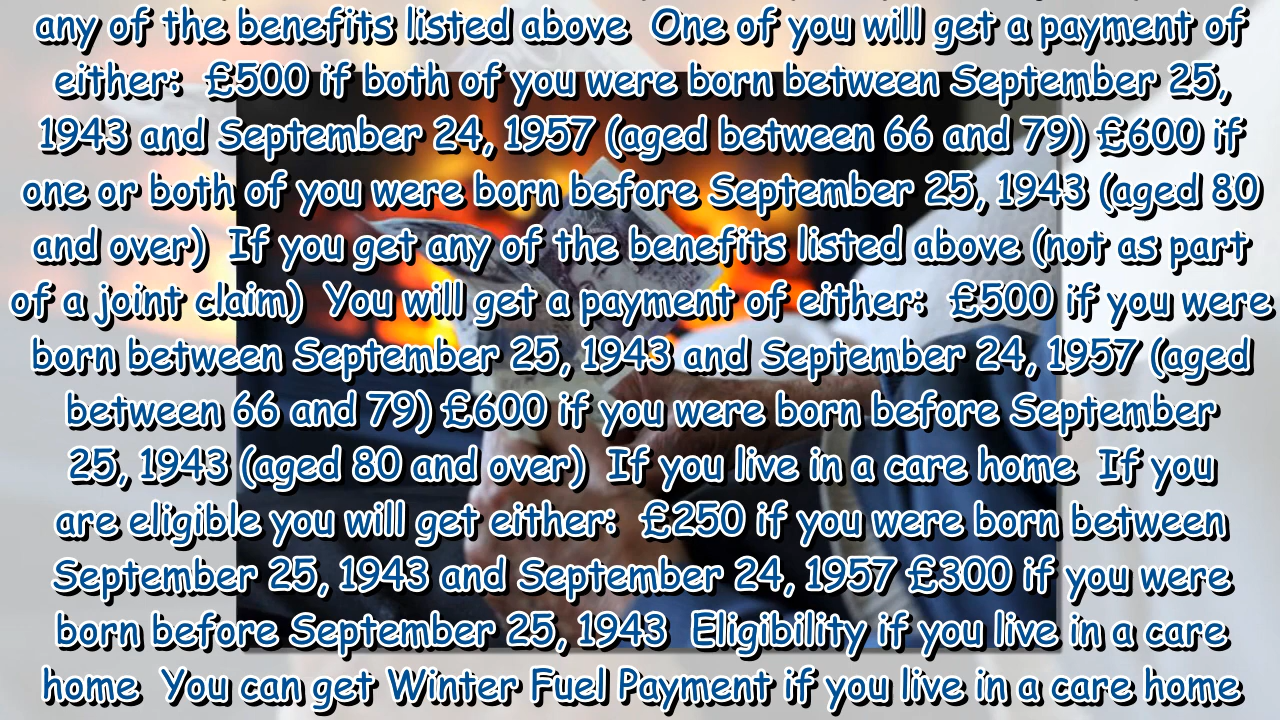 any of the benefits listed above  One of you will get a payment of
either:  £500 if both of you were born between September 25,
1943 and September 24, 1957 (aged between 66 and 79) £600 if
one or both of you were born before September 25, 1943 (aged 80
and over)  If you get any of the benefits listed above (not as part
of a joint claim)  You will get a payment of either:  £500 if you were
born between September 25, 1943 and September 24, 1957 (aged
between 66 and 79) £600 if you were born before September
25, 1943 (aged 80 and over)  If you live in a care home  If you
are eligible you will get either:  £250 if you were born between
September 25, 1943 and September 24, 1957 £300 if you were
born before September 25, 1943  Eligibility if you live in a care
home  You can get Winter Fuel Payment if you live in a care home